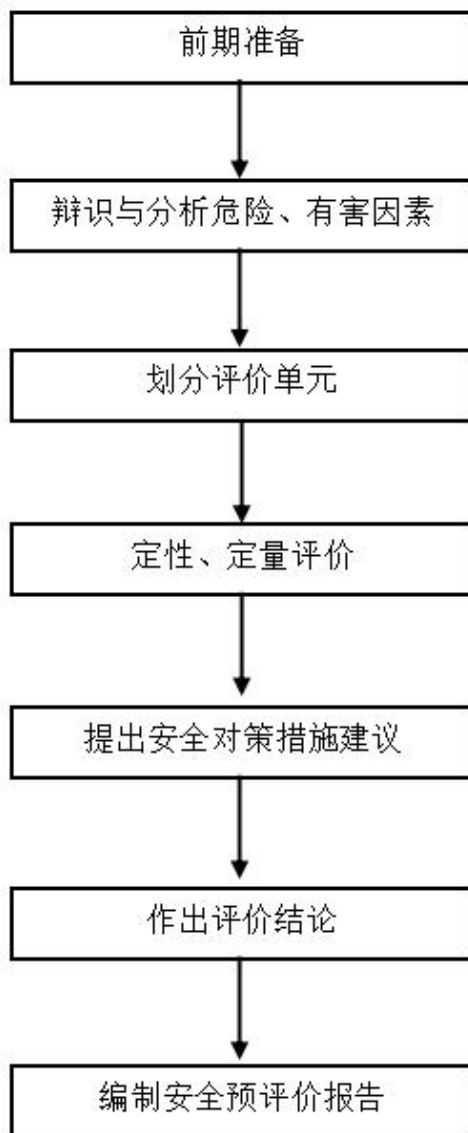 前期准备
辩识与分析危险、有害因素
划分评价单元
定性、定量评价
提出安全对策措施建议
作出评价结论
编制安全预评价报告